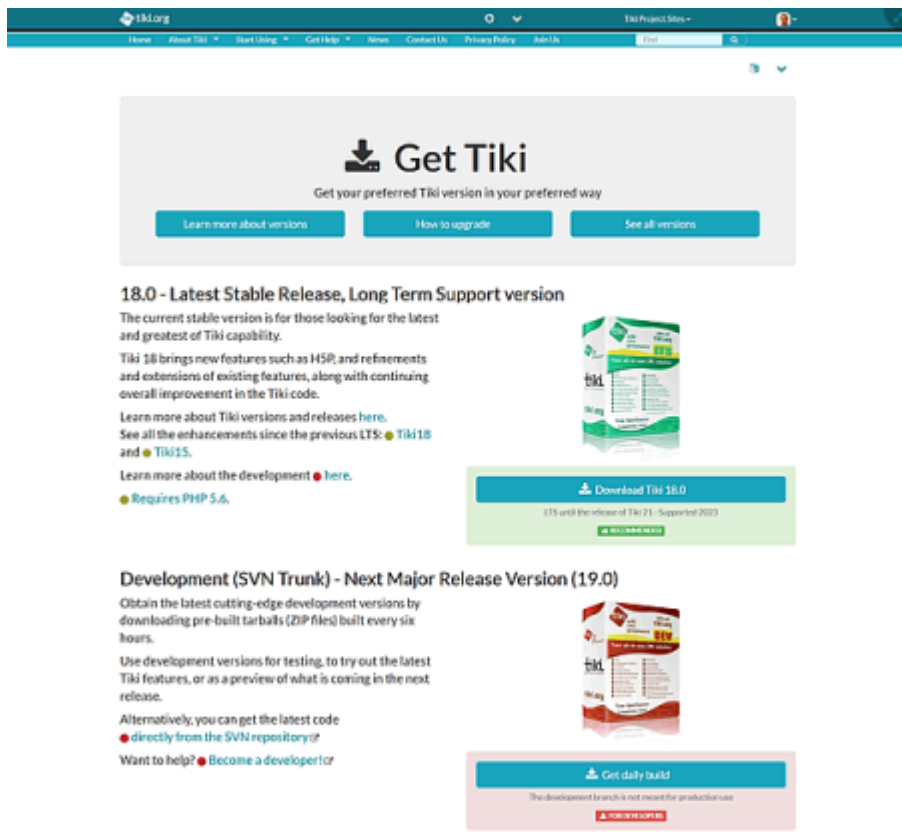 tiki.org
Tiki Project Sites
Home About Tiki Start Using Get Help News Contact Us Privacy Policy Join Us Find
Get Tiki
Get your preferred Tiki version in your preferred way
Learn more about versions How to upgrade See all versions
18.0 - Latest Stable Release, Long Term Support version
The current stable version is for those looking for the latest
and greatest of Tiki capability.
Tiki 18 brings new features such as H5P, and refinements
and extensions of existing features, along with continuing
overall improvement in the Tiki code.
Learn more about Tiki versions and releases here.
See all the enhancements since the previous LTS: Tiki18
and Tiki15.
Learn more about the development here.
Requires PHP 5.6.
LTS
tiki
Download Tiki 18.0
LTS until the release of Tiki 21 - Supported 2023
RECOMMENDED
Development (SVN Trunk) - Next Major Release Version (19.0)
Obtain the latest cutting-edge development versions by
downloading pre-built tarballs (ZIP files) built every six
hours.
Use development versions for testing, to try out the latest
Tiki features, or as a preview of what is coming in the next
release.
Alternatively, you can get the latest code
directly from the SVN repository
Want to help? Become a developer!
DEV
tiki
Get daily build
The development branch is not meant for production use
FOR DEVELOPERS